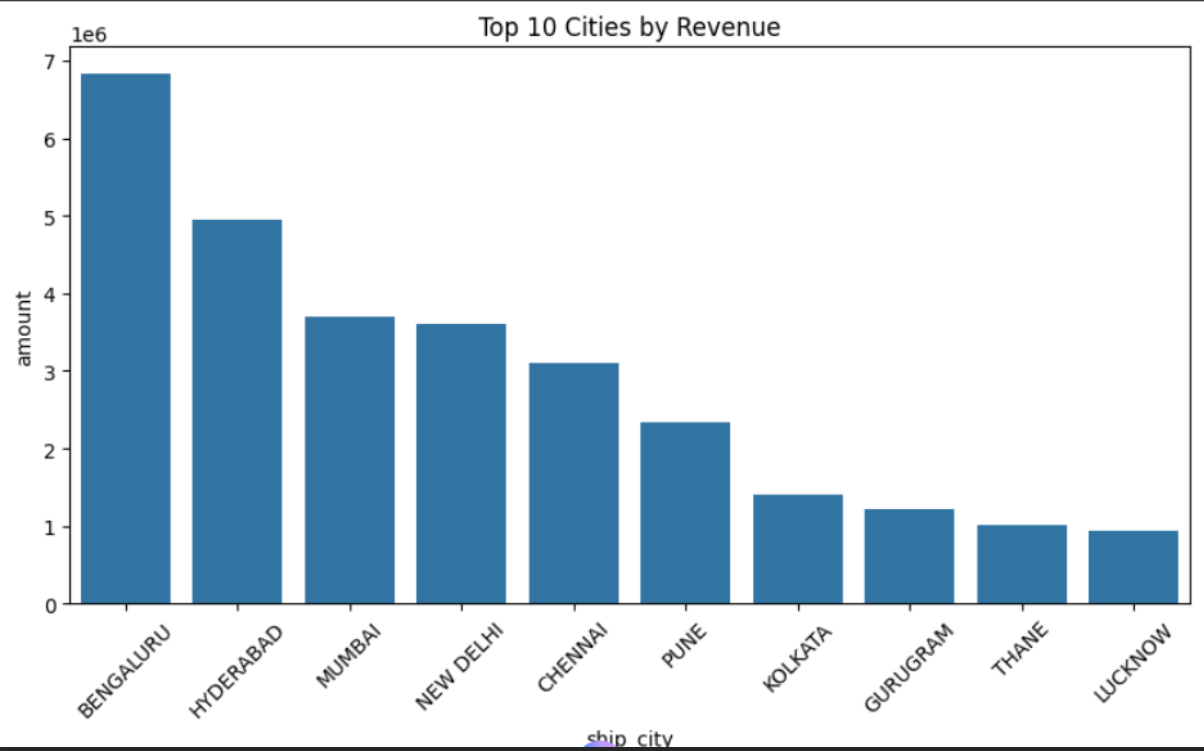 Top 10 Cities by Revenue
1e6
7
6
5
4
3
2
1
0
amount
BENGALURU
HYDERABAD
MUMBAI
NEW DELHI
CHENNAI
PUNE
KOLKATA
GURUGRAM
THANE
LUCKNOW
ship_city